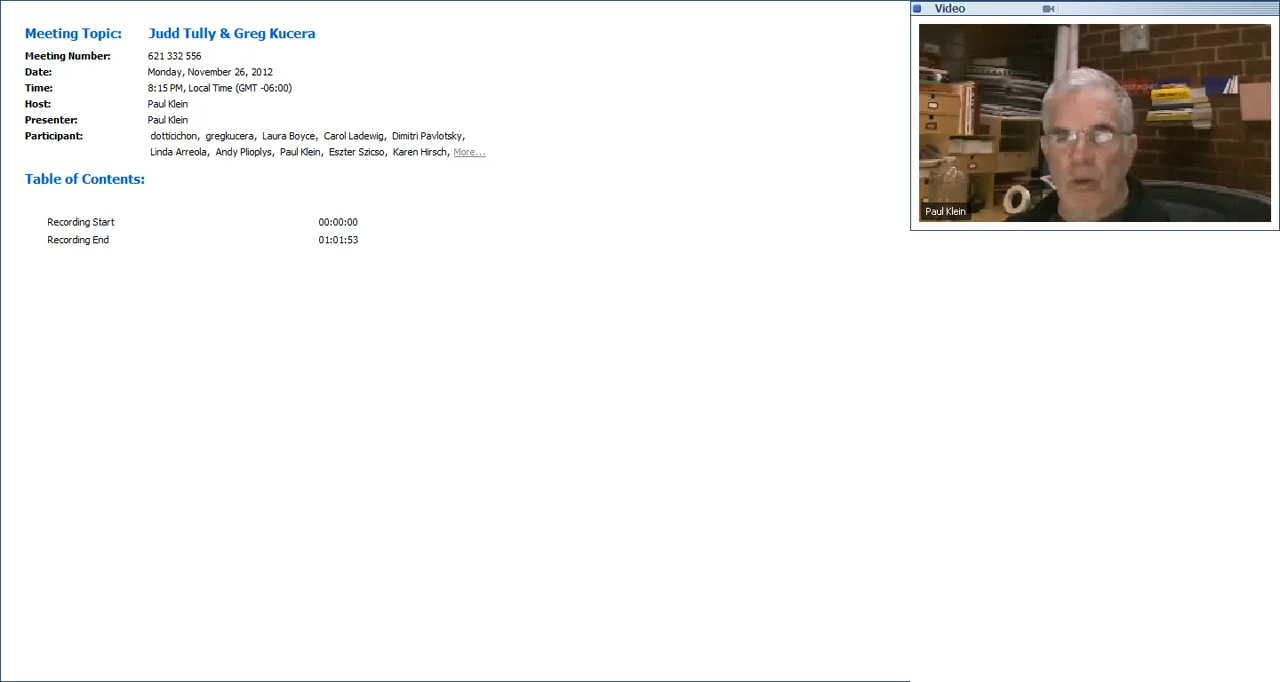 Meeting Topic: Judd Tully & Greg Kucera
Meeting Number: 621 332 556
Date: Monday, November 26, 2012
Time: 8:15 PM, Local Time (GMT -06:00)
Host: Paul Klein
Presenter: Paul Klein
Participant: dotticichon, gregkucera, Laura Boyce, Carol Ladewig, Dimitri Pavlotsky,
Linda Arreola, Andy Plioplys, Paul Klein, Eszter Szicso, Karen Hirsch, More...
Table of Contents:
Recording Start 00:00:00
Recording End 01:01:53
Video
Paul Klein